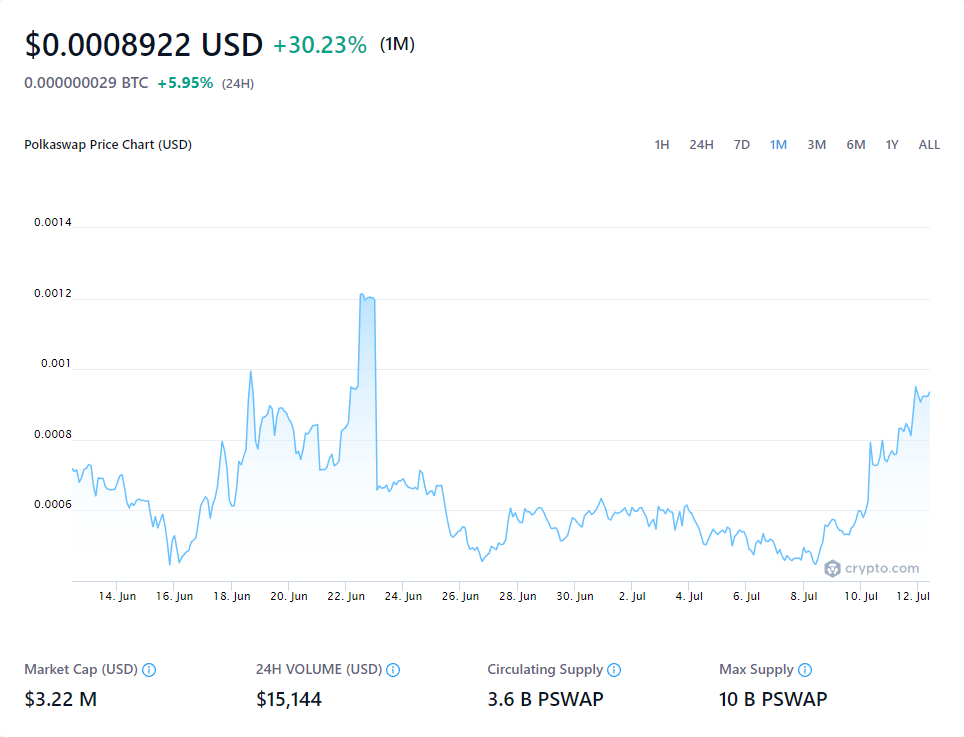 $0.0008922 USD +30.23% (1M)
0.000000029 BTC +5.95% (24H)
Polkaswap Price Chart (USD) 1H 24H 7D 1M 3M 6M 1Y ALL
0.0014
0.0012
0.001
0.0008
0.0006
crypto.com
14. Jun 16. Jun 18. Jun 20. Jun 22. Jun 24. Jun 26. Jun 28. Jun 30. Jun 2. Jul 4. Jul 6. Jul 8. Jul 10. Jul 12. Jul
Market Cap (USD) 24H VOLUME (USD) Circulating Supply Max Supply
$3.22 M $15,144 3.6 B PSWAP 10 B PSWAP